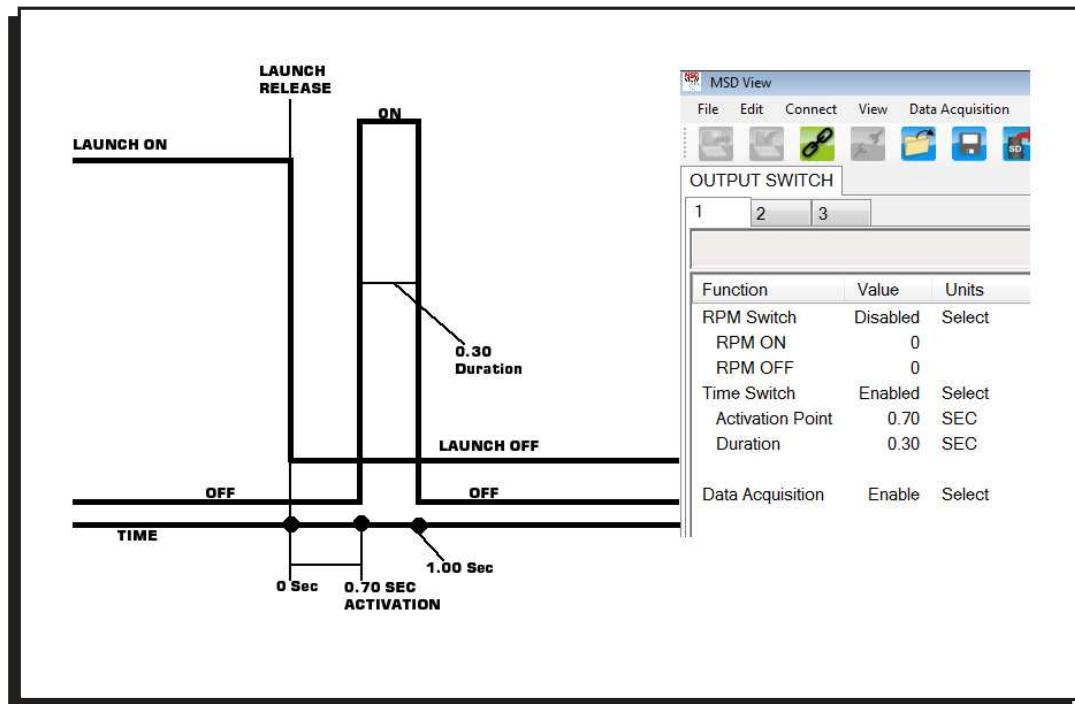 LAUNCH
RELEASE
ON
LAUNCH ON
0.30
Duration
LAUNCH OFF
OFF
OFF
TIME
1.00 Sec
0 Sec
0.70 SEC
ACTIVATION
MSD View
File Edit Connect View Data Acquisition
SD
OUTPUT SWITCH
1 2 3
Function Value Units
RPM Switch Disabled Select
RPM ON 0
RPM OFF 0
Time Switch Enabled Select
Activation Point 0.70 SEC
Duration 0.30 SEC
Data Acquisition Enable Select